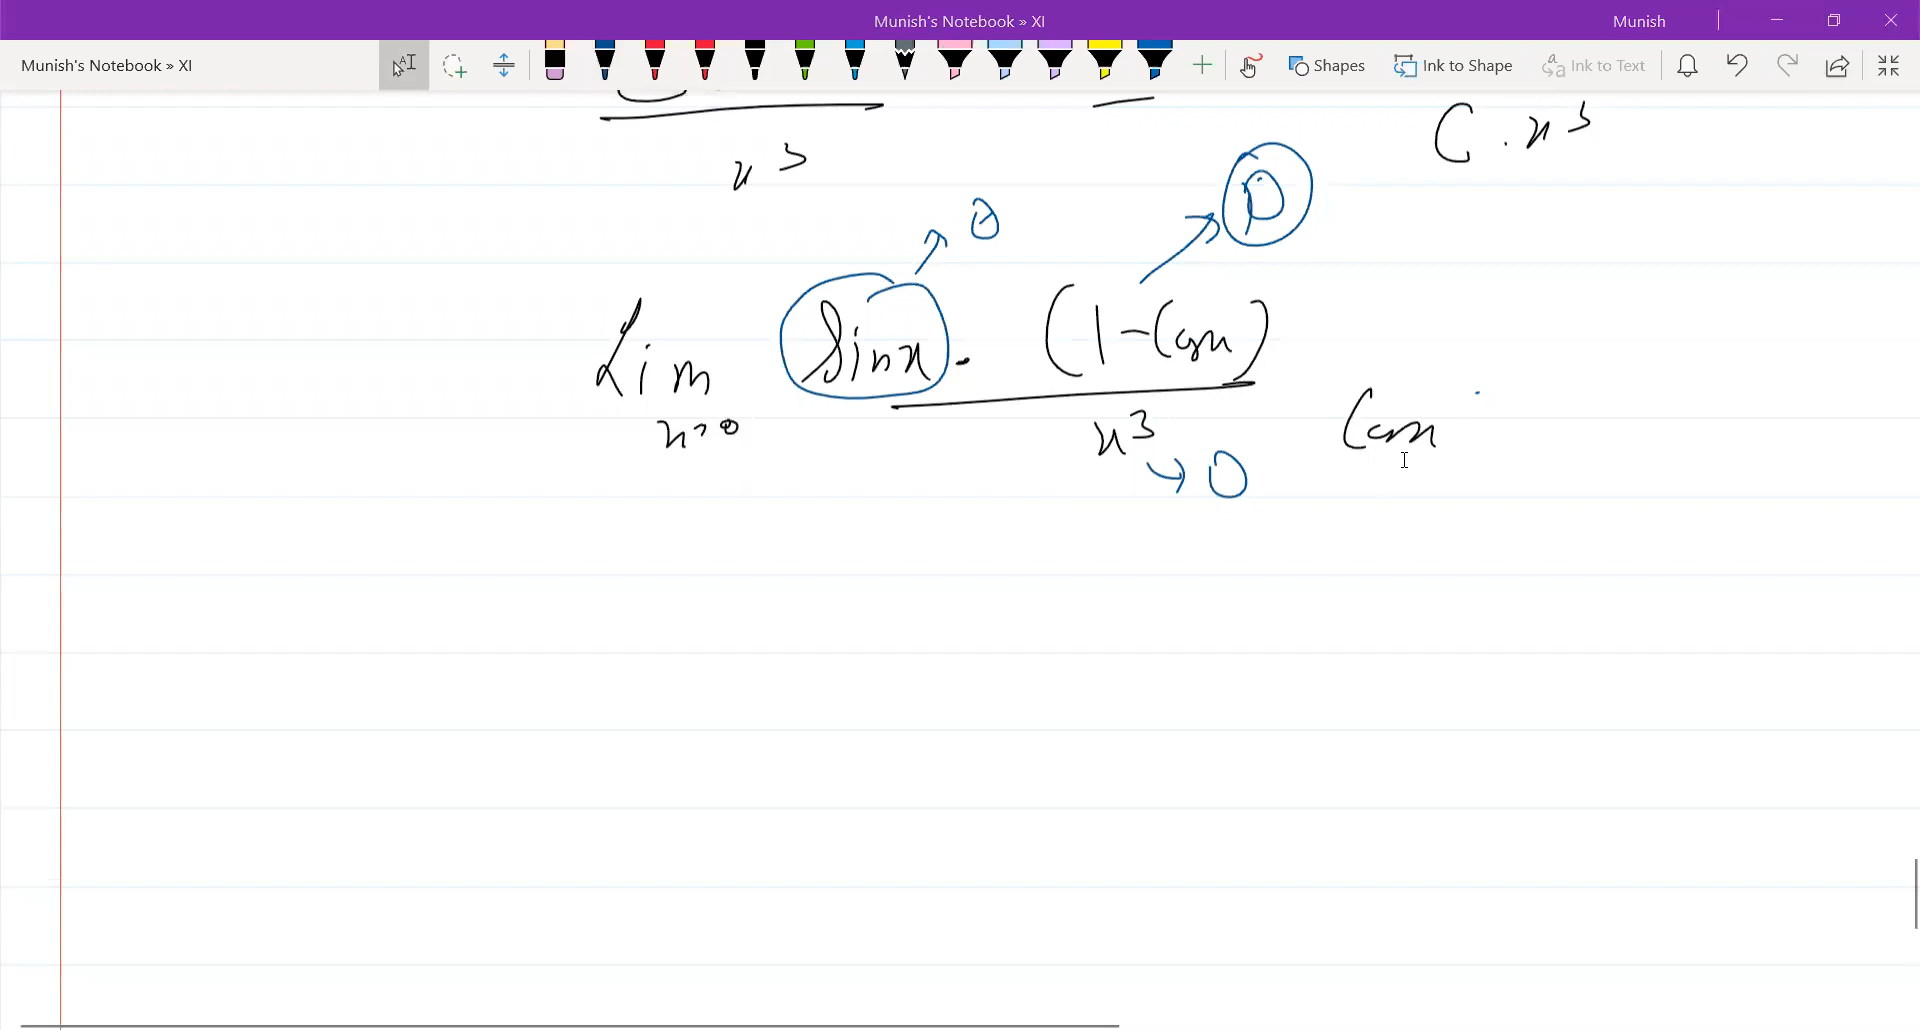 Munish's Notebook » XI
Munish
Munish's Notebook » XI
Shapes
Ink to Shape
Ink to Text
x³
C . x³
0
0
Lim sinx . (1 - Cosx)
x→0
x³
Cosx
→ 0